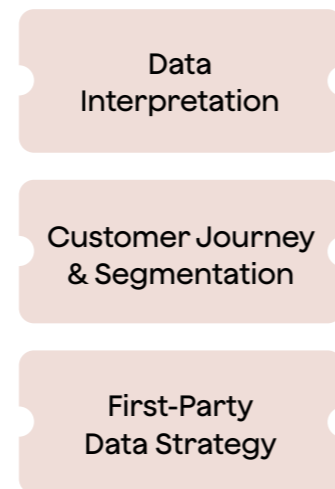 Data
Interpretation
Customer Journey
& Segmentation
First-Party
Data Strategy